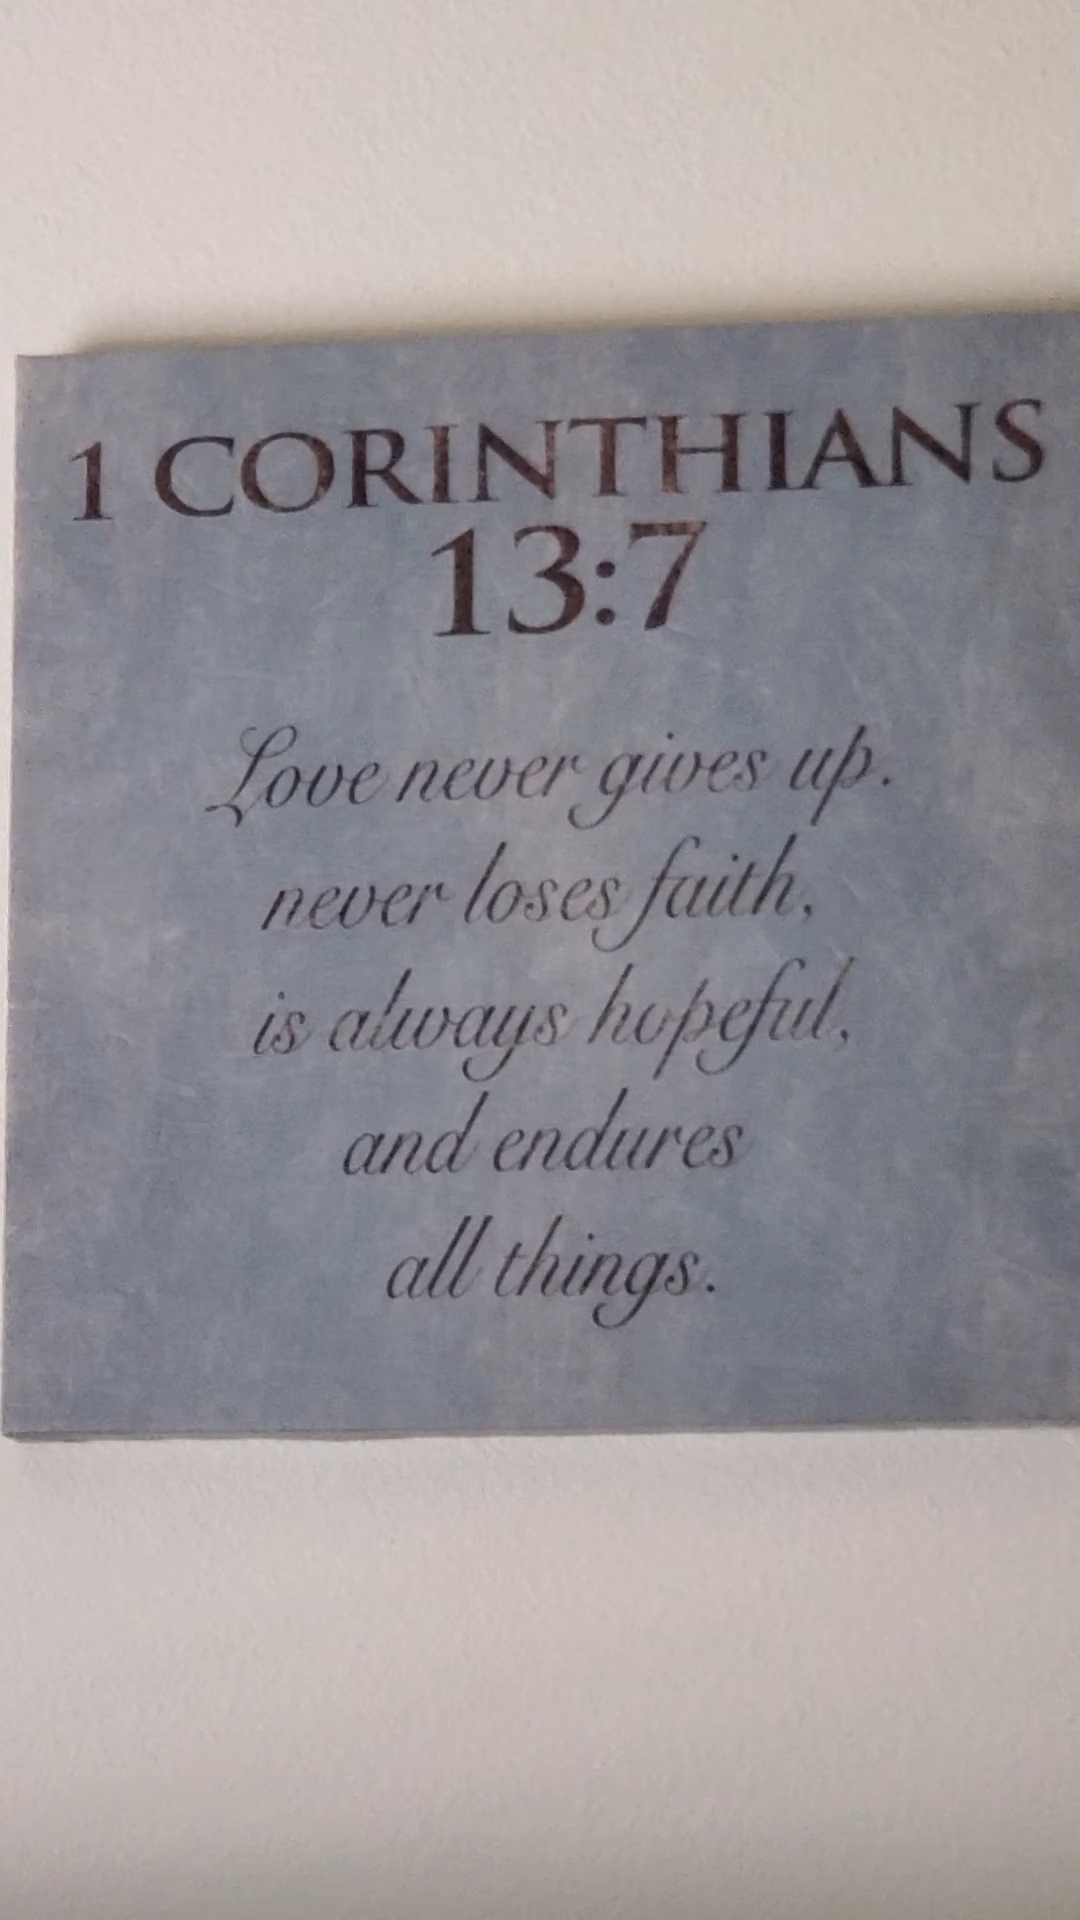 1 CORINTHIANS
13:7
Love never gives up.
never loses faith,
is always hopeful,
and endures
all things.